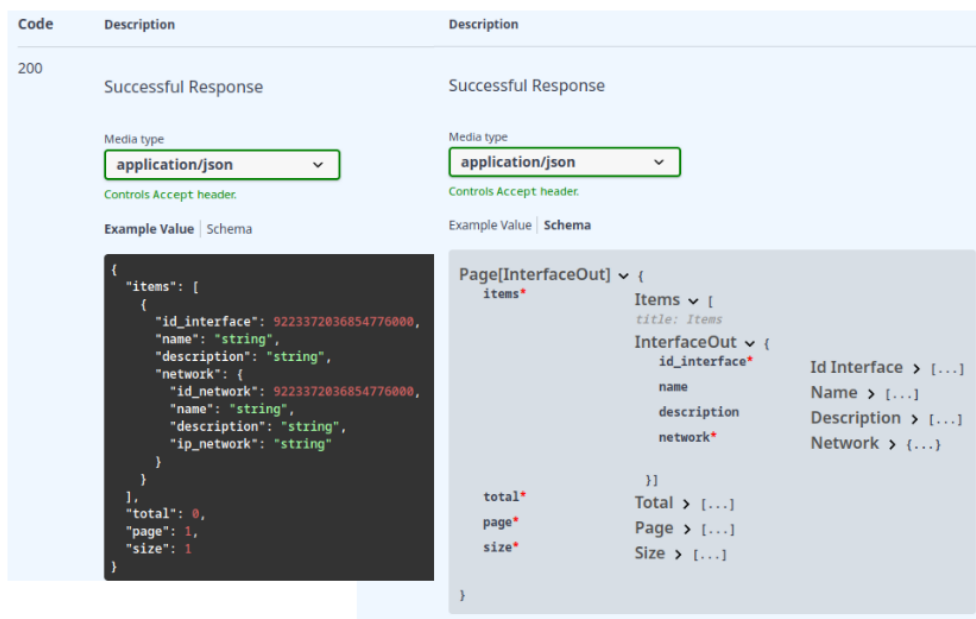 Code
Description
200
Successful Response
Media type
application/json
Controls Accept header.
Example Value
Schema
{
"items": [
{
"id_interface": 9223372036854776000,
"name": "string",
"description": "string",
"network": {
"id_network": 9223372036854776000,
"name": "string",
"description": "string",
"ip_network": "string"
}
}
],
"total": 0,
"page": 1,
"size": 1
}
Description
Successful Response
Media type
application/json
Controls Accept header.
Example Value
Schema
Page[InterfaceOut] {
items* Items [
title: Items
InterfaceOut {
id_interface* Id Interface > [...]
name Name > [...]
description Description > [...]
network* Network > {...}
}]
total* Total > [...]
page* Page > [...]
size* Size > [...]
}